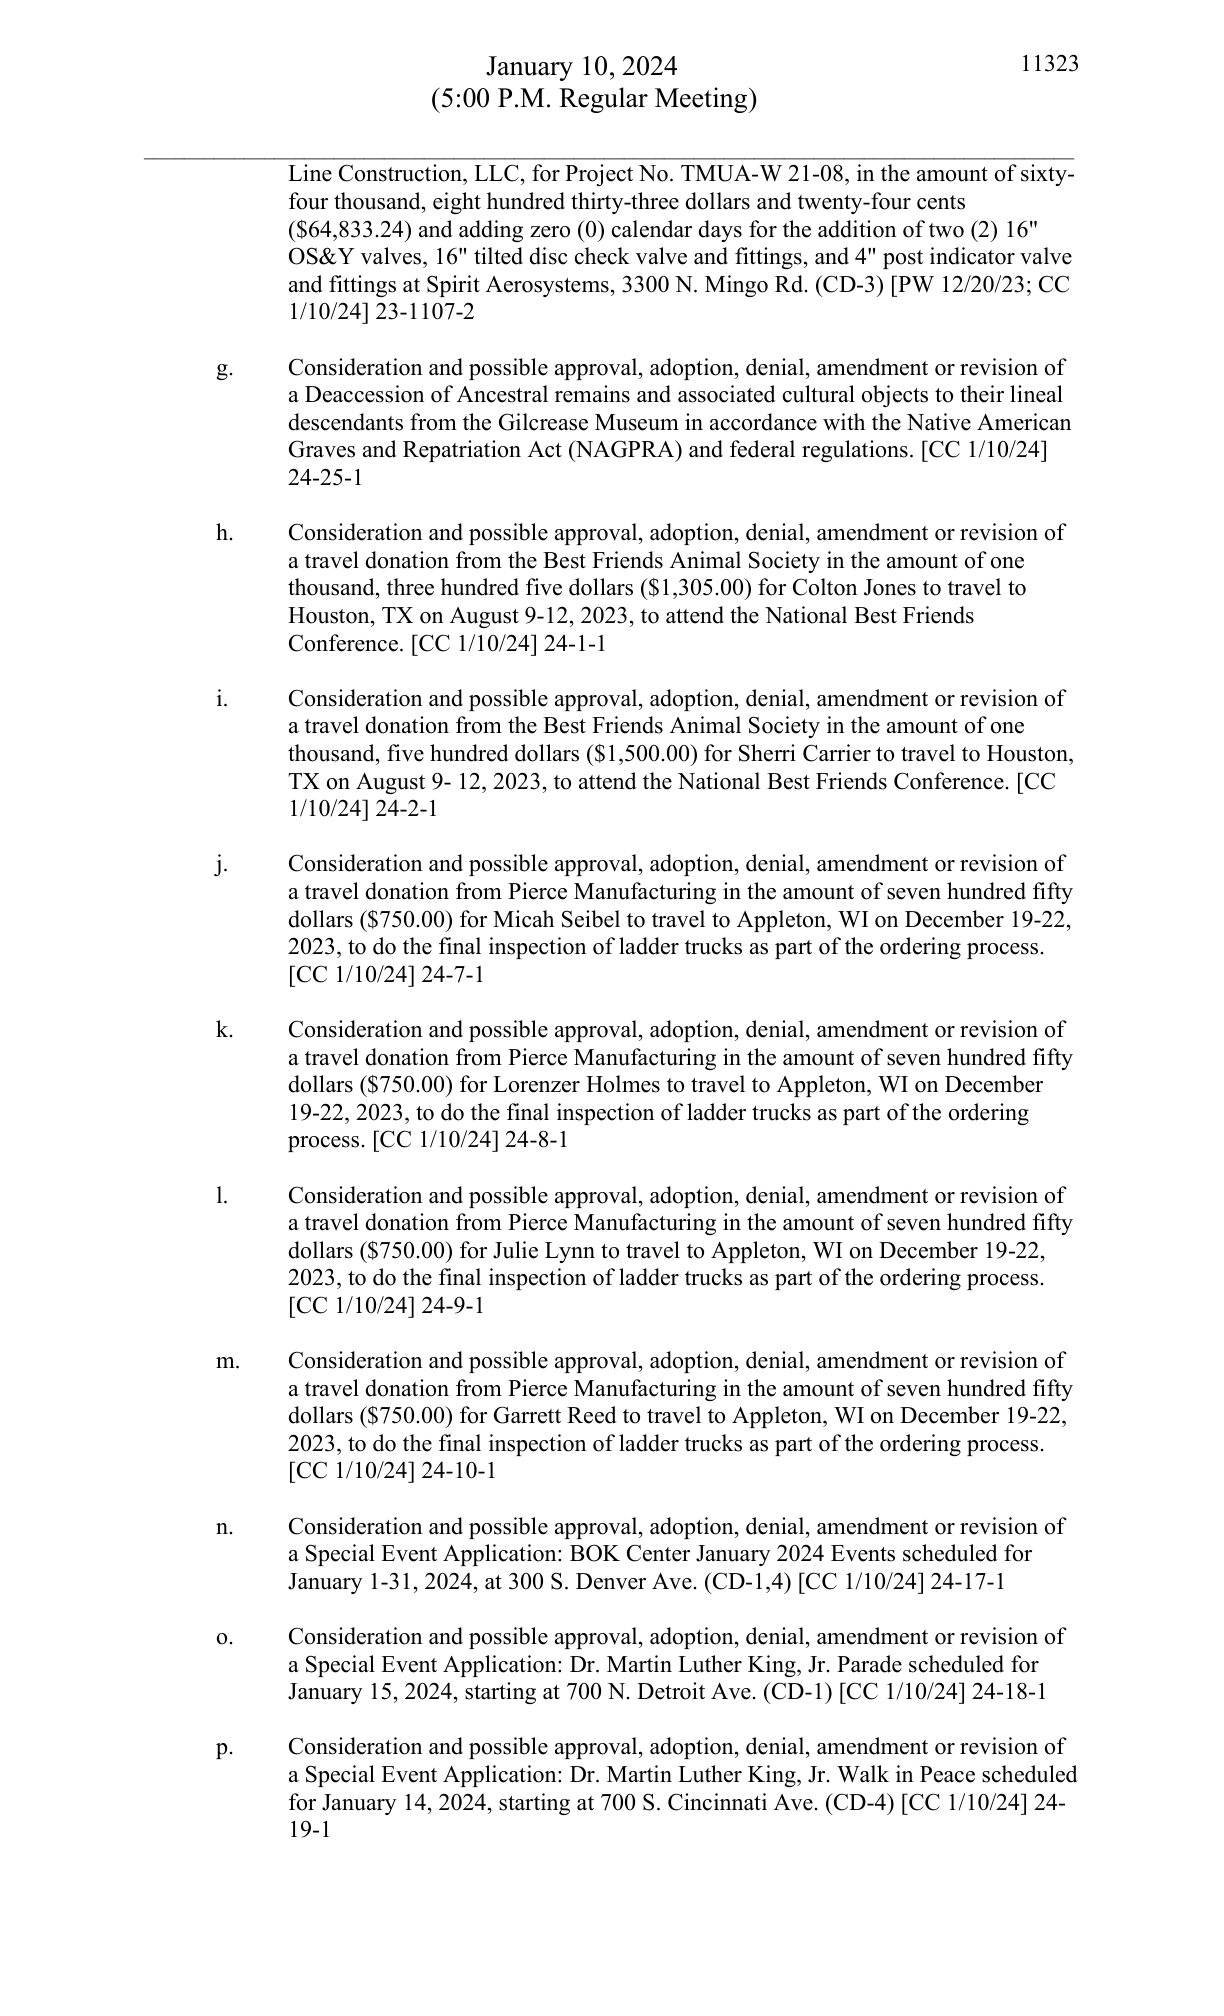 January 10, 2024
11323
(5:00 P.M. Regular Meeting)
Line Construction, LLC, for Project No. TMUA-W 21-08, in the amount of sixty-
four thousand, eight hundred thirty-three dollars and twenty-four cents
($64,833.24) and adding zero (0) calendar days for the addition of two (2) 16"
OS&Y valves, 16" tilted disc check valve and fittings, and 4" post indicator valve
and fittings at Spirit Aerosystems, 3300 N. Mingo Rd. (CD-3) [PW 12/20/23; CC
1/10/24] 23-1107-2
g. Consideration and possible approval, adoption, denial, amendment or revision of
a Deaccession of Ancestral remains and associated cultural objects to their lineal
descendants from the Gilcrease Museum in accordance with the Native American
Graves and Repatriation Act (NAGPRA) and federal regulations. [CC 1/10/24]
24-25-1
h. Consideration and possible approval, adoption, denial, amendment or revision of
a travel donation from the Best Friends Animal Society in the amount of one
thousand, three hundred five dollars ($1,305.00) for Colton Jones to travel to
Houston, TX on August 9-12, 2023, to attend the National Best Friends
Conference. [CC 1/10/24] 24-1-1
i. Consideration and possible approval, adoption, denial, amendment or revision of
a travel donation from the Best Friends Animal Society in the amount of one
thousand, five hundred dollars ($1,500.00) for Sherri Carrier to travel to Houston,
TX on August 9- 12, 2023, to attend the National Best Friends Conference. [CC
1/10/24] 24-2-1
j. Consideration and possible approval, adoption, denial, amendment or revision of
a travel donation from Pierce Manufacturing in the amount of seven hundred fifty
dollars ($750.00) for Micah Seibel to travel to Appleton, WI on December 19-22,
2023, to do the final inspection of ladder trucks as part of the ordering process.
[CC 1/10/24] 24-7-1
k. Consideration and possible approval, adoption, denial, amendment or revision of
a travel donation from Pierce Manufacturing in the amount of seven hundred fifty
dollars ($750.00) for Lorenzer Holmes to travel to Appleton, WI on December
19-22, 2023, to do the final inspection of ladder trucks as part of the ordering
process. [CC 1/10/24] 24-8-1
l. Consideration and possible approval, adoption, denial, amendment or revision of
a travel donation from Pierce Manufacturing in the amount of seven hundred fifty
dollars ($750.00) for Julie Lynn to travel to Appleton, WI on December 19-22,
2023, to do the final inspection of ladder trucks as part of the ordering process.
[CC 1/10/24] 24-9-1
m. Consideration and possible approval, adoption, denial, amendment or revision of
a travel donation from Pierce Manufacturing in the amount of seven hundred fifty
dollars ($750.00) for Garrett Reed to travel to Appleton, WI on December 19-22,
2023, to do the final inspection of ladder trucks as part of the ordering process.
[CC 1/10/24] 24-10-1
n. Consideration and possible approval, adoption, denial, amendment or revision of
a Special Event Application: BOK Center January 2024 Events scheduled for
January 1-31, 2024, at 300 S. Denver Ave. (CD-1,4) [CC 1/10/24] 24-17-1
o. Consideration and possible approval, adoption, denial, amendment or revision of
a Special Event Application: Dr. Martin Luther King, Jr. Parade scheduled for
January 15, 2024, starting at 700 N. Detroit Ave. (CD-1) [CC 1/10/24] 24-18-1
p. Consideration and possible approval, adoption, denial, amendment or revision of
a Special Event Application: Dr. Martin Luther King, Jr. Walk in Peace scheduled
for January 14, 2024, starting at 700 S. Cincinnati Ave. (CD-4) [CC 1/10/24] 24-
19-1